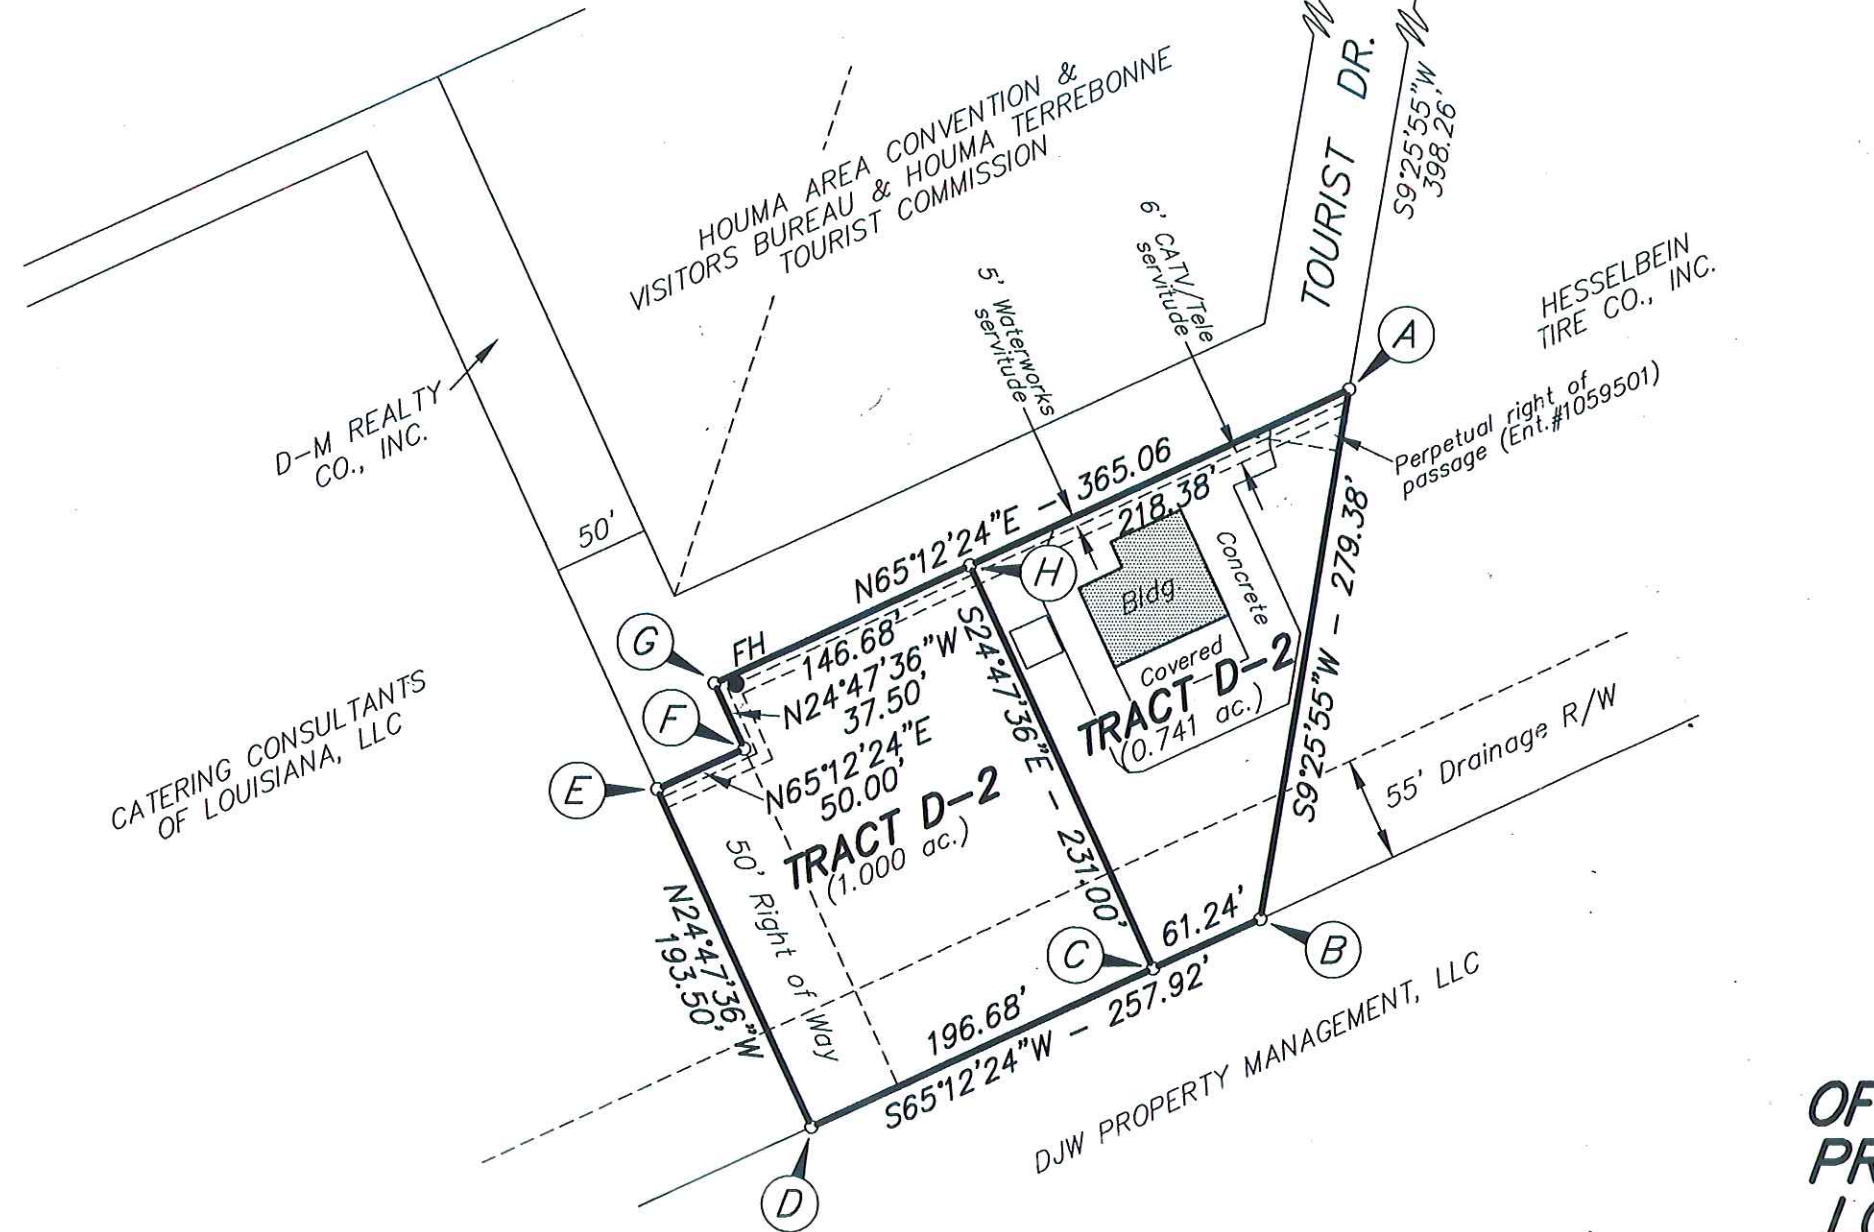 TOURIST DR.
S9°25'55"W
398.26'
HOUMA AREA CONVENTION &
VISITORS BUREAU & HOUMA TERREBONNE
TOURIST COMMISSION
6' CATV/Tele
servitude
5' Waterworks
servitude
HESSELBEIN
TIRE CO., INC.
A
D-M REALTY
CO., INC.
Perpetual right of
passage (Ent.#1059501)
50'
N65°12'24"E - 365.06
218.38'
H
Bldg.
Concrete
Covered
S9°25'55"W - 279.38'
G
FH
146.68'
N24°47'36"W
37.50'
S24°47'36"E - 231.00'
TRACT D-2
(0.741 ac.)
F
CATERING CONSULTANTS
OF LOUISIANA, LLC
N65°12'24"E
50.00'
E
TRACT D-2
(1.000 ac.)
55' Drainage R/W
50' Right of Way
N24°47'36"W
193.50'
61.24'
C
B
196.68'
S65°12'24"W - 257.92'
DJW PROPERTY MANAGEMENT, LLC
D
OF
PR